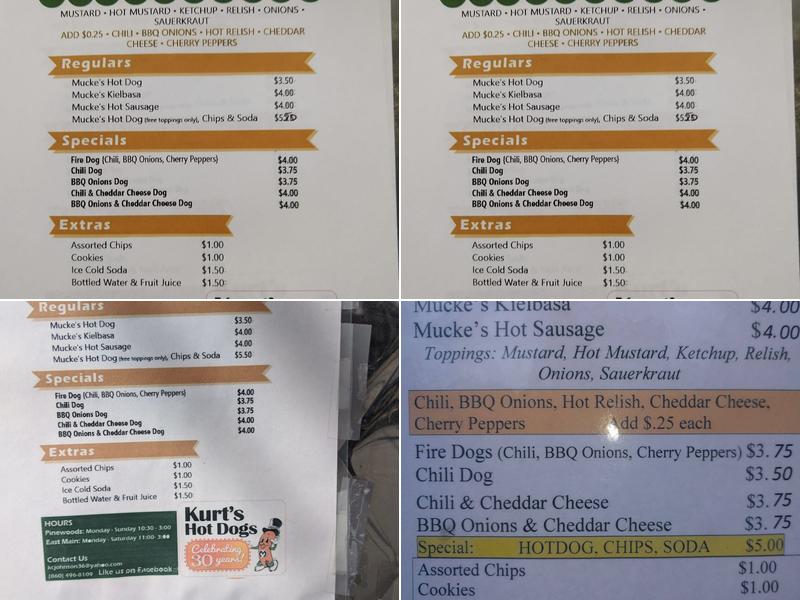 MUSTARD • HOT MUSTARD • KETCHUP • RELISH • ONIONS •
SAUERKRAUT
ADD $0.25 • CHILI • BBQ ONIONS • HOT RELISH • CHEDDAR
CHEESE • CHERRY PEPPERS
Regulars
Mucke's Hot Dog $3.50
Mucke's Kielbasa $4.00
Mucke's Hot Sausage $4.00
Mucke's Hot Dog (free toppings only), Chips & Soda $5.25
Specials
Fire Dog (Chili, BBQ Onions, Cherry Peppers) $4.00
Chili Dog $3.75
BBQ Onions Dog $3.75
Chili & Cheddar Cheese Dog $4.00
BBQ Onions & Cheddar Cheese Dog $4.00
Extras
Assorted Chips $1.00
Cookies $1.00
Ice Cold Soda $1.50
Bottled Water & Fruit Juice $1.50
MUSTARD • HOT MUSTARD • KETCHUP • RELISH • ONIONS •
SAUERKRAUT
ADD $0.25 • CHILI • BBQ ONIONS • HOT RELISH • CHEDDAR
CHEESE • CHERRY PEPPERS
Regulars
Mucke's Hot Dog $3.50
Mucke's Kielbasa $4.00
Mucke's Hot Sausage $4.00
Mucke's Hot Dog (free toppings only), Chips & Soda $5.25
Specials
Fire Dog (Chili, BBQ Onions, Cherry Peppers) $4.00
Chili Dog $3.75
BBQ Onions Dog $3.75
Chili & Cheddar Cheese Dog $4.00
BBQ Onions & Cheddar Cheese Dog $4.00
Extras
Assorted Chips $1.00
Cookies $1.00
Ice Cold Soda $1.50
Bottled Water & Fruit Juice $1.50
Regulars
Mucke's Hot Dog $3.50
Mucke's Kielbasa $4.00
Mucke's Hot Sausage $4.00
Mucke's Hot Dog (free toppings only), Chips & Soda $5.50
Specials
Fire Dog (Chili, BBQ Onions, Cherry Peppers) $4.00
Chili Dog $3.75
BBQ Onions Dog $3.75
Chili & Cheddar Cheese Dog $4.00
BBQ Onions & Cheddar Cheese Dog $4.00
Extras
Assorted Chips $1.00
Cookies $1.00
Ice Cold Soda $1.50
Bottled Water & Fruit Juice $1.50
HOURS
Pinewoods: Monday - Sunday 10:30 - 3:00
East Main: Monday - Saturday 11:00- 3:00
Contact Us
kcjohnson36@yahoo.com
(860) 496-8109 Like us on Facebook
Kurt's
Hot Dogs
Celebrating
30 years!
Mucke's Kielbasa $4.00
Mucke's Hot Sausage $4.00
Toppings: Mustard, Hot Mustard, Ketchup, Relish,
Onions, Sauerkraut
Chili, BBQ Onions, Hot Relish, Cheddar Cheese,
Cherry Peppers Add $.25 each
Fire Dogs (Chili, BBQ Onions, Cherry Peppers) $3.75
Chili Dog $3.50
Chili & Cheddar Cheese $3.75
BBQ Onions & Cheddar Cheese $3.75
Special: HOTDOG, CHIPS, SODA $5.00
Assorted Chips $1.00
Cookies $1.00